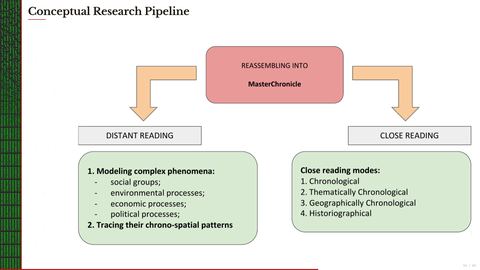 Conceptual Research Pipeline
REASSEMBLING INTO
MasterChronicle
DISTANT READING
CLOSE READING
1. Modeling complex phenomena:
- social groups;
- environmental processes;
- economic processes;
- political processes;
2. Tracing their chrono-spatial patterns
Close reading modes:
1. Chronological
2. Thematically Chronological
3. Geographically Chronological
4. Historiographical